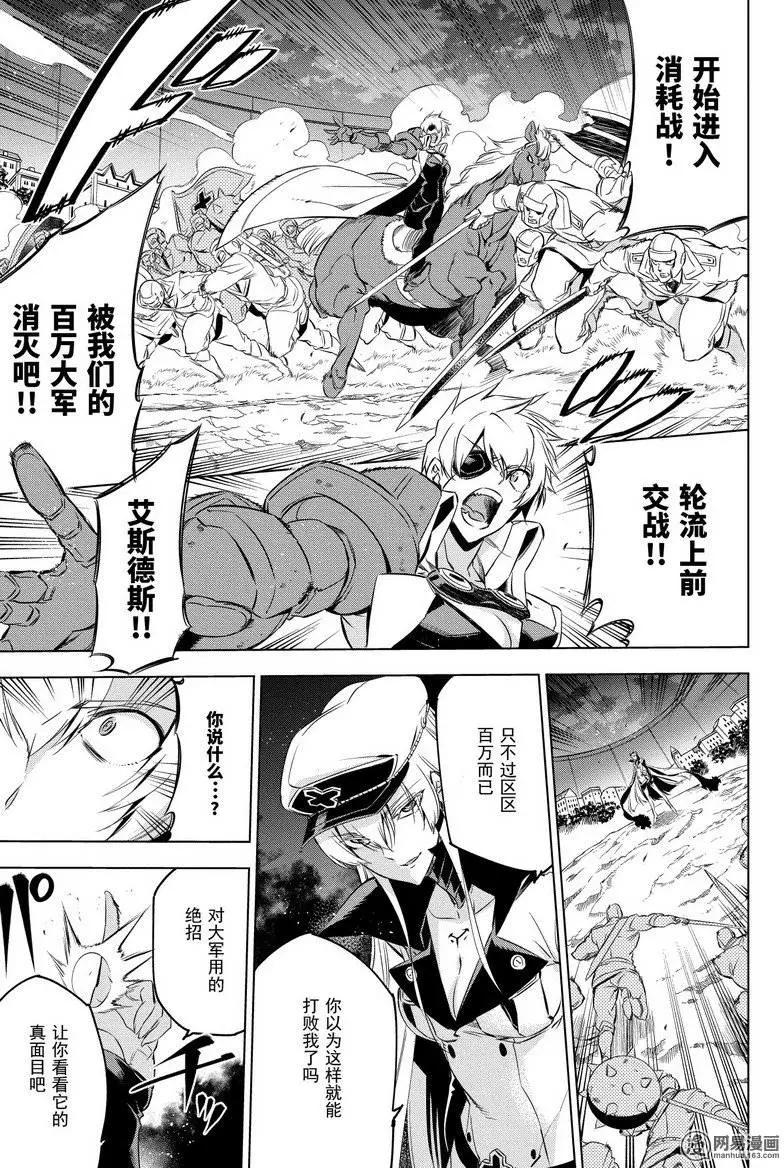 开始进入
消耗战！
轮流上前
交战!!
被我们的
百万大军
消灭吧!!
艾斯德斯!!
只不过区区
百万而已
你以为这样就能
打败我了吗
你说什么…?
对大军用的
绝招
让你看看它的
真面目吧
网易漫画
manhua.163.com